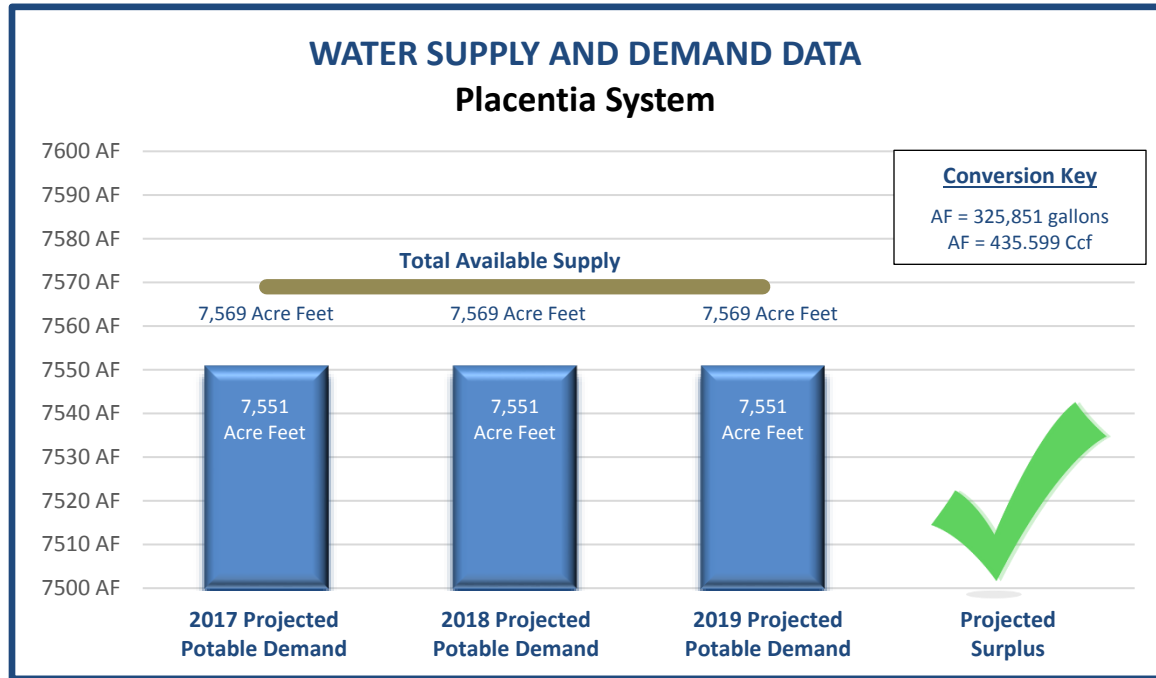 WATER SUPPLY AND DEMAND DATA
Placentia System
7600 AF
7590 AF
7580 AF
7570 AF
7560 AF
7550 AF
7540 AF
7530 AF
7520 AF
7510 AF
7500 AF
Conversion Key
AF = 325,851 gallons
AF = 435.599 Ccf
Total Available Supply
7,569 Acre Feet
7,569 Acre Feet
7,569 Acre Feet
7,551
Acre Feet
7,551
Acre Feet
7,551
Acre Feet
2017 Projected
Potable Demand
2018 Projected
Potable Demand
2019 Projected
Potable Demand
Projected
Surplus